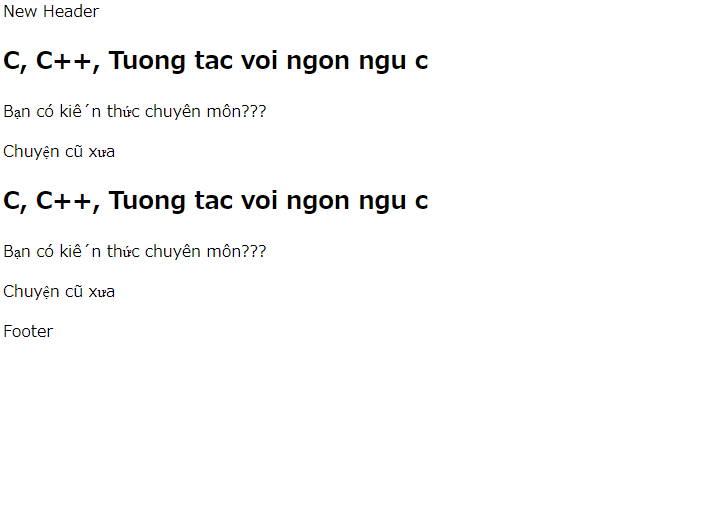 New Header
C, C++, Tuong tac voi ngon ngu c
Bạn có kiến thức chuyên môn???
Chuyện cũ xưa
C, C++, Tuong tac voi ngon ngu c
Bạn có kiến thức chuyên môn???
Chuyện cũ xưa
Footer